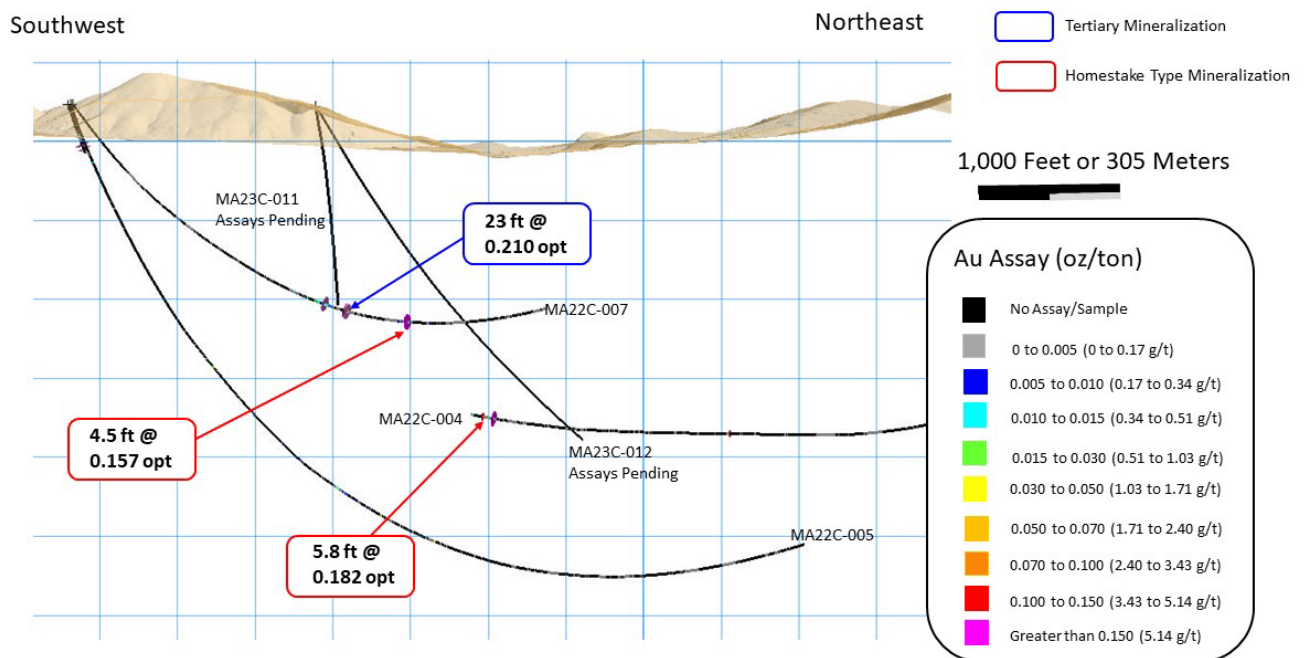 Southwest
Northeast
Tertiary Mineralization
Homestake Type Mineralization
1,000 Feet or 305 Meters
MA23C-011
Assays Pending
23 ft @
0.210 opt
MA22C-007
4.5 ft @
0.157 opt
MA22C-004
MA23C-012
Assays Pending
5.8 ft @
0.182 opt
MA22C-005
Au Assay (oz/ton)
No Assay/Sample
0 to 0.005 (0 to 0.17 g/t)
0.005 to 0.010 (0.17 to 0.34 g/t)
0.010 to 0.015 (0.34 to 0.51 g/t)
0.015 to 0.030 (0.51 to 1.03 g/t)
0.030 to 0.050 (1.03 to 1.71 g/t)
0.050 to 0.070 (1.71 to 2.40 g/t)
0.070 to 0.100 (2.40 to 3.43 g/t)
0.100 to 0.150 (3.43 to 5.14 g/t)
Greater than 0.150 (5.14 g/t)